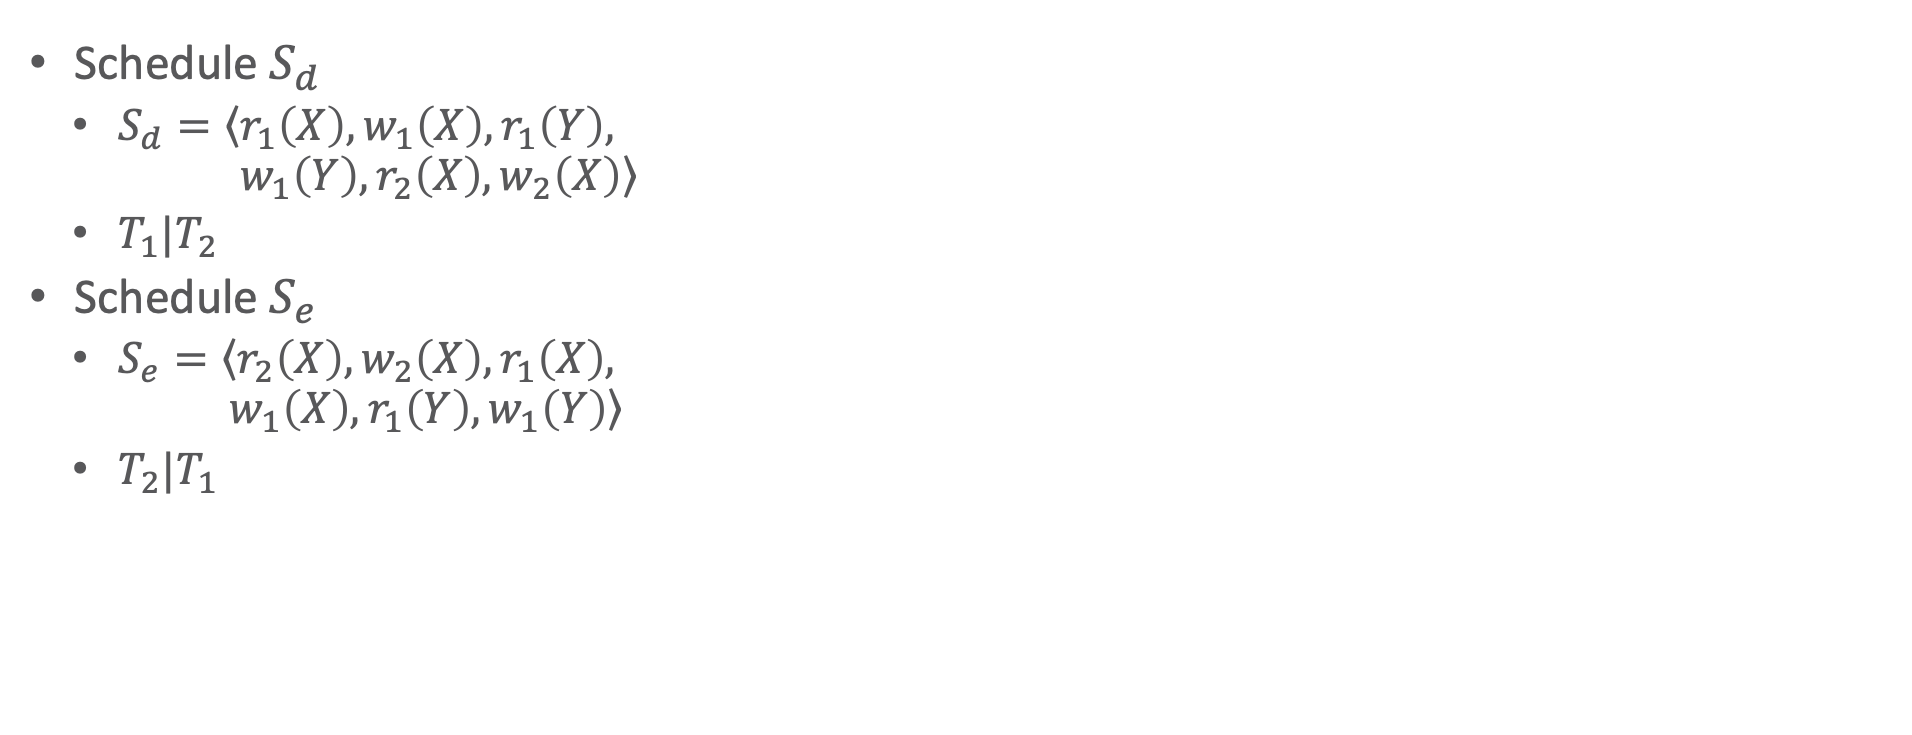 • Schedule S_d
• S_d = ⟨r_1(X), w_1(X), r_1(Y),
w_1(Y), r_2(X), w_2(X)⟩
• T_1|T_2
• Schedule S_e
• S_e = ⟨r_2(X), w_2(X), r_1(X),
w_1(X), r_1(Y), w_1(Y)⟩
• T_2|T_1